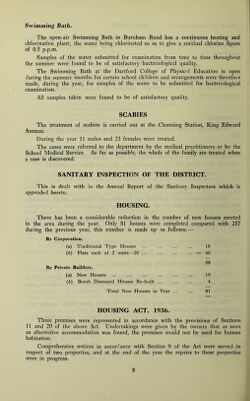 Swimming Bath.
The open-air Swimming Bath in Burnham Road has a continuous heating and
chlorination plant; the water being chlorinated so as to give a residual chlorine figure
of 0.5 p.p.m.
Samples of the water submitted for examination from time to time throughout
the summer were found to be of satisfactory bacteriological quality.
The Swimming Bath at the Dartford College of Physical Education is open
during the summer months for certain school children and arrangements were therefore
made, during the year, for samples of the water to be submitted for bacteriological
examination.
All samples taken were found to be of satisfactory quality.
SCABIES
The treatment of scabies is carried out at the Cleansing Station, King Edward
Avenue.
During the year 11 males and 23 females were treated.
The cases were referred to the department by the medical practitioners or by the
School Medical Service. As far as possible, the whole of the family are treated when
a case is discovered.
SANITARY INSPECTION OF THE DISTRICT.
This is dealt with in the Annual Report of the Sanitary Inspectors which is
appended hereto.
HOUSING.
There has been a considerable reduction in the number of new houses erected
in the area during the year. Only 81 houses were completed compared with 257
during the previous year, this number is made up as follows:—
By Corporation.
(a) Traditional Type Houses ... 18
(b) Flats each of 2 units—20 ... 40
58
By Private Builders.
(a) New Houses ... 19
(b) Bomb Damaged Houses Re-built ... 4
Total New Houses in Year ... 81
HOUSING ACT, 1936.
Three premises were represented in accordance with the provisions of Sections
11 and 20 of the above Act. Undertakings were given by the owners that as soon
as alternative accommodation was found, the premises would not be used for human
habitation.
Comprehensive notices in accordance with Section 9 of the Act were served in
respect of two properties, and at the end of the year the repairs to these properties
were in progress.
8